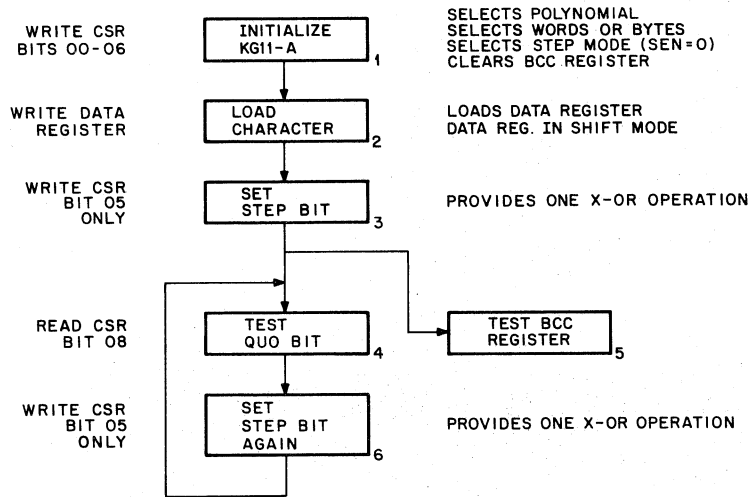 WRITE CSR
BITS 00-06
INITIALIZE
KG11-A
1
SELECTS POLYNOMIAL
SELECTS WORDS OR BYTES
SELECTS STEP MODE (SEN=0)
CLEARS BCC REGISTER
WRITE DATA
REGISTER
LOAD
CHARACTER
2
LOADS DATA REGISTER
DATA REG. IN SHIFT MODE
WRITE CSR
BIT 05
ONLY
SET
STEP BIT
3
PROVIDES ONE X-OR OPERATION
READ CSR
BIT 08
TEST
QUO BIT
4
TEST BCC
REGISTER
5
WRITE CSR
BIT 05
ONLY
SET
STEP BIT
AGAIN
6
PROVIDES ONE X-OR OPERATION